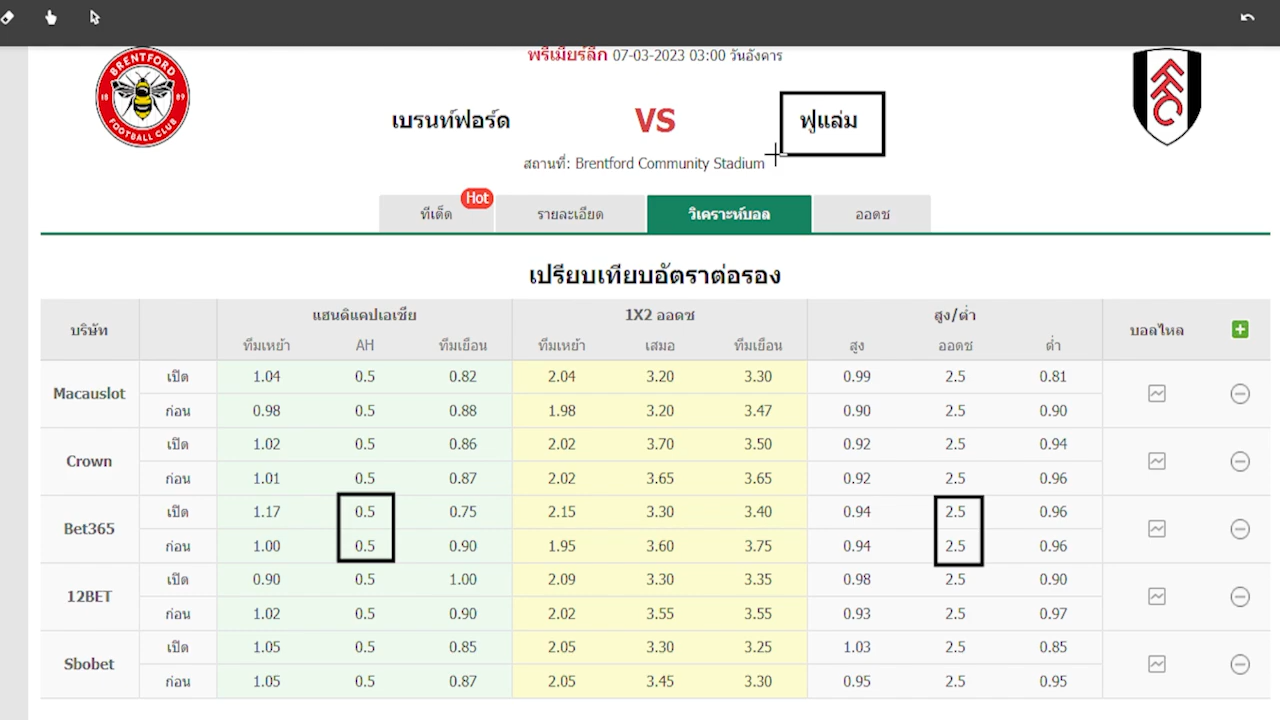 พรีเมียร์ลีก 07-03-2023 03:00 วันอังคาร
BRENTFORD
18 89
FOOTBALL CLUB
เบรนท์ฟอร์ด VS ฟูแล่ม
FFC
สถานที่: Brentford Community Stadium
ทีเด็ด Hot รายละเอียด วิเคราะห์บอล ออดซ
เปรียบเทียบอัตราต่อรอง
บริษัท แฮนดิแคปเอเชีย 1X2 ออดซ สูง/ต่ำ บอลไหล
ทีมเหย้า AH ทีมเยือน ทีมเหย้า เสมอ ทีมเยือน สูง ออดซ ต่ำ
Macauslot
เปิด 1.04 0.5 0.82 2.04 3.20 3.30 0.99 2.5 0.81
ก่อน 0.98 0.5 0.88 1.98 3.20 3.47 0.90 2.5 0.90
Crown
เปิด 1.02 0.5 0.86 2.02 3.70 3.50 0.92 2.5 0.94
ก่อน 1.01 0.5 0.87 2.02 3.65 3.65 0.92 2.5 0.96
Bet365
เปิด 1.17 0.5 0.75 2.15 3.30 3.40 0.94 2.5 0.96
ก่อน 1.00 0.5 0.90 1.95 3.60 3.75 0.94 2.5 0.96
12BET
เปิด 0.90 0.5 1.00 2.09 3.30 3.35 0.98 2.5 0.90
ก่อน 1.02 0.5 0.90 2.02 3.55 3.55 0.93 2.5 0.97
Sbobet
เปิด 1.05 0.5 0.85 2.05 3.30 3.25 1.03 2.5 0.85
ก่อน 1.05 0.5 0.87 2.05 3.45 3.30 0.95 2.5 0.95